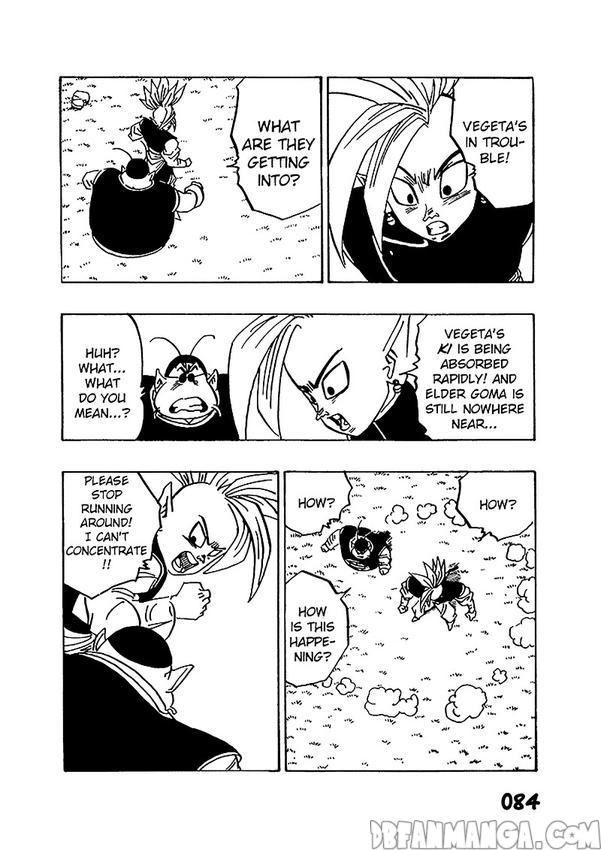 VEGETA'S
IN TROU-
BLE!
WHAT
ARE THEY
GETTING
INTO?
VEGETA'S
KI IS BEING
ABSORBED
RAPIDLY! AND
ELDER GOMA IS
STILL NOWHERE
NEAR...
HUH?
WHAT...
WHAT
DO YOU
MEAN...?
HOW?
HOW?
HOW
IS THIS
HAPPE-
NING?
PLEASE
STOP
RUNNING
AROUND!
I CAN'T
CONCENTRATE
!!
084
DBFANMANGA.COM